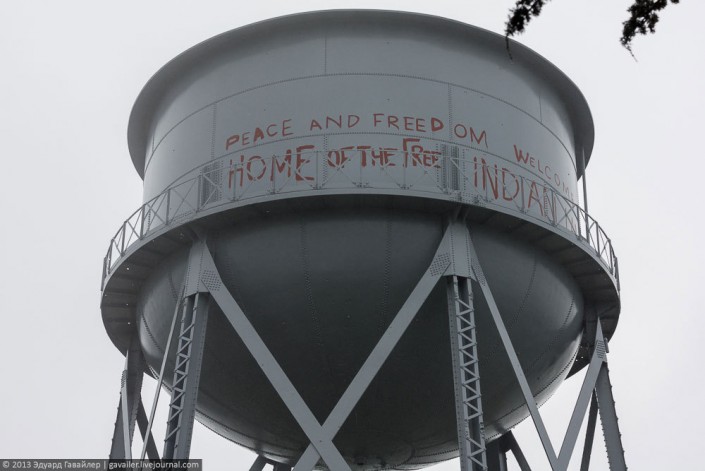 PEACE AND FREEDOM WELCOME
HOME OF THE FREE INDIAN
© 2013 Эдуард Гавайлер | gavailer.livejournal.com